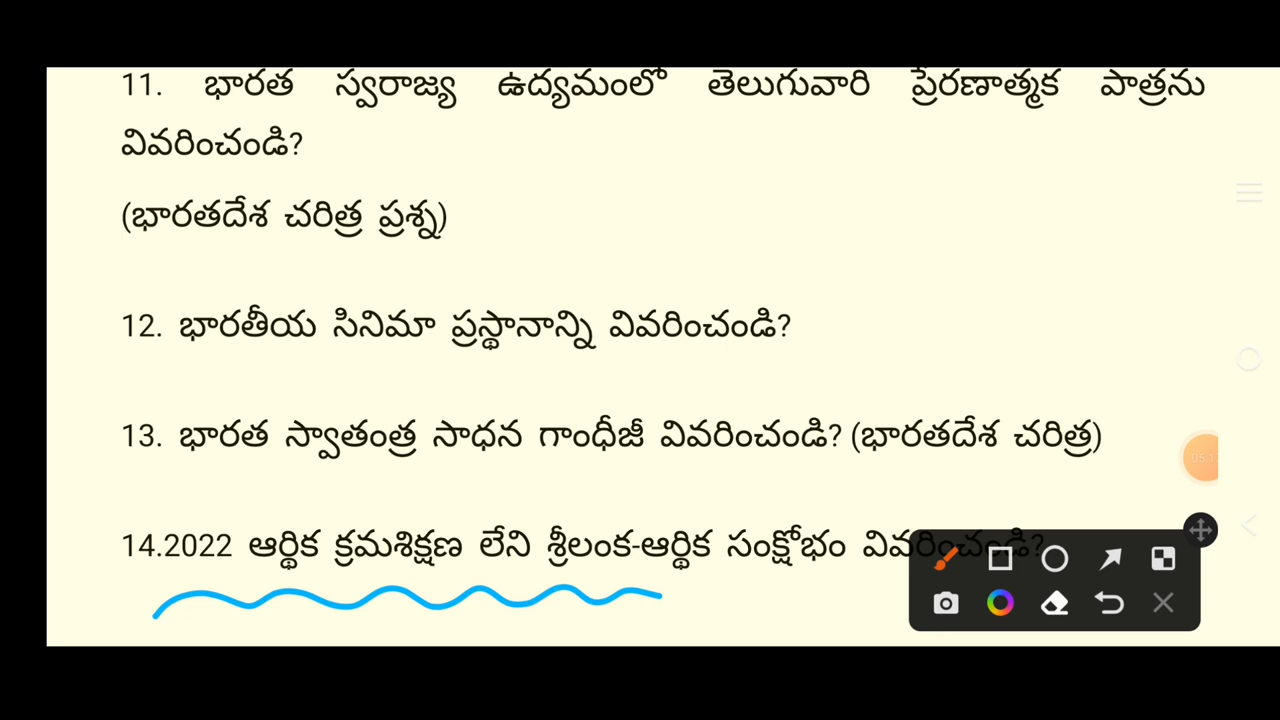 11. భారత స్వరాజ్య ఉద్యమంలో తెలుగువారి ప్రేరణాత్మక పాత్రను
వివరించండి?
(భారతదేశ చరిత్ర ప్రశ్న)
12. భారతీయ సినిమా ప్రస్థానాన్ని వివరించండి?
13. భారత స్వాతంత్ర సాధన గాంధీజీ వివరించండి? (భారతదేశ చరిత్ర)
14.2022 ఆర్థిక క్రమశిక్షణ లేని శ్రీలంక-ఆర్థిక సంక్షోభం వివరించండి?